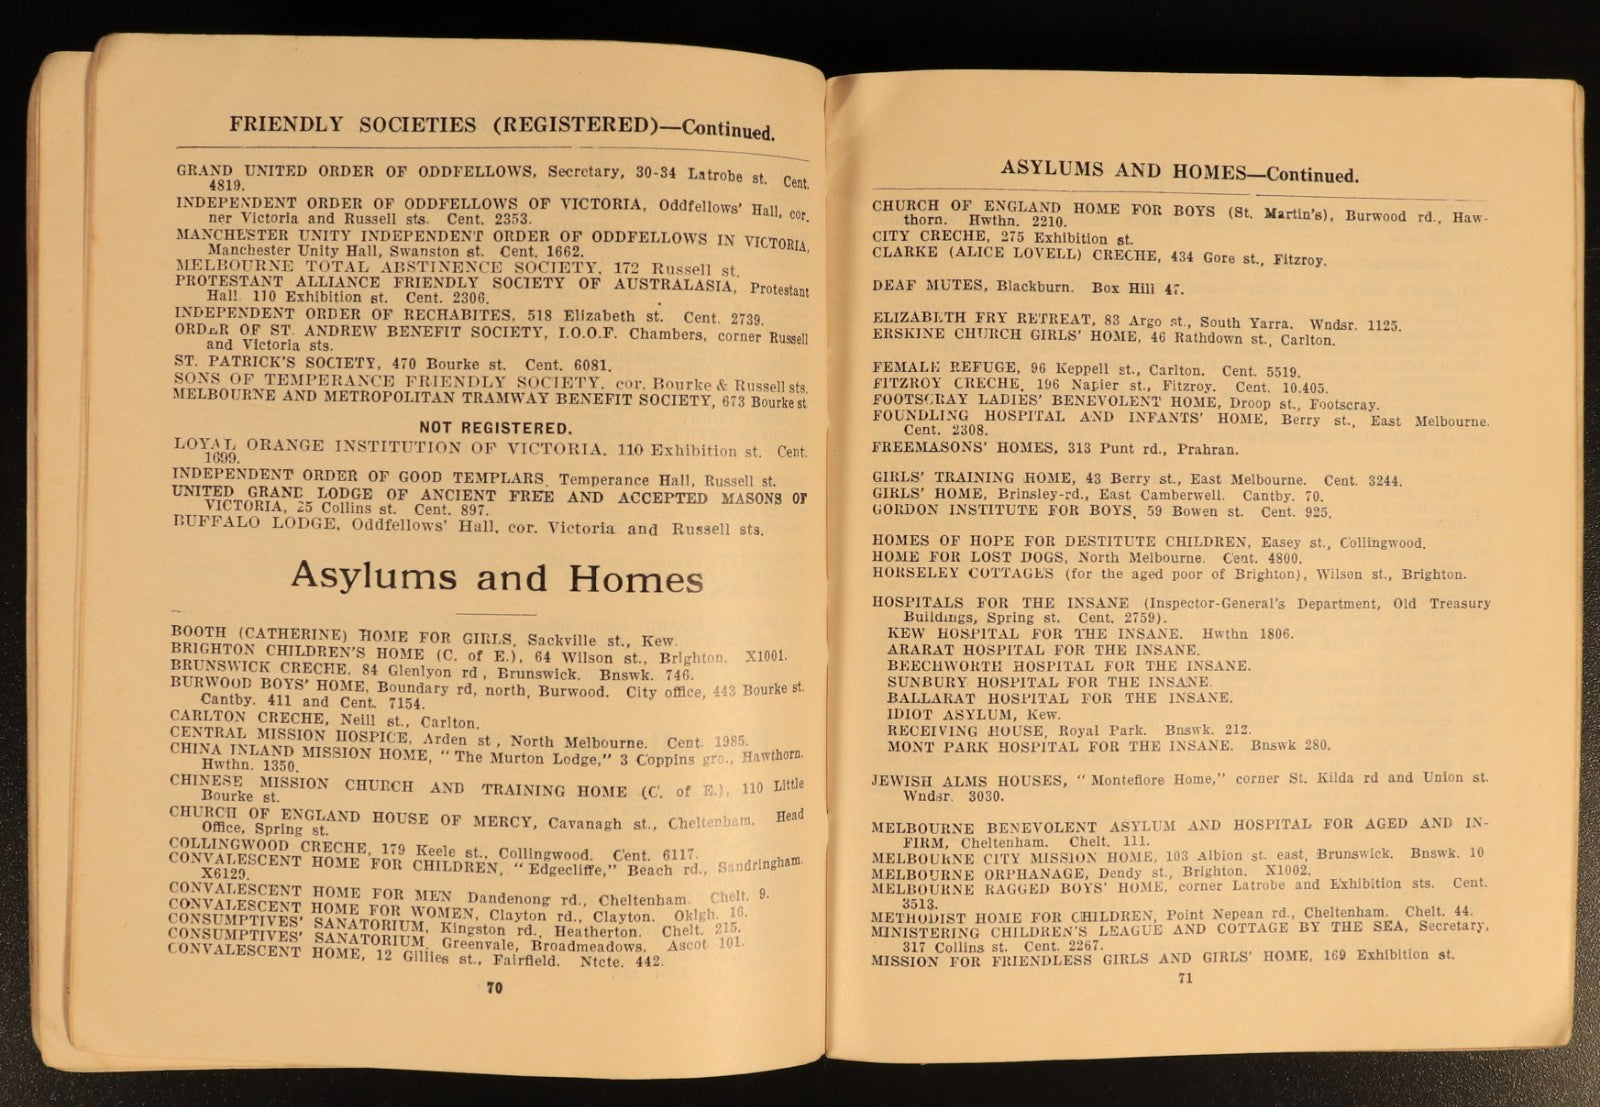 FRIENDLY SOCIETIES (REGISTERED)—Continued.
GRAND UNITED ORDER OF ODDFELLOWS, Secretary, 30-34 Latrobe st. Cent.
4819.
INDEPENDENT ORDER OF ODDFELLOWS OF VICTORIA, Oddfellows' Hall, cor.
ner Victoria and Russell sts. Cent. 2353.
MANCHESTER UNITY INDEPENDENT ORDER OF ODDFELLOWS IN VICTORIA,
Manchester Unity Hall, Swanston st. Cent. 1662.
MELBOURNE TOTAL ABSTINENCE SOCIETY, 172 Russell st.
PROTESTANT ALLIANCE FRIENDLY SOCIETY OF AUSTRALASIA, Protestant
Hall. 110 Exhibition st. Cent. 2306.
INDEPENDENT ORDER OF RECHABITES, 518 Elizabeth st. Cent. 2739.
ORDER OF ST. ANDREW BENEFIT SOCIETY, I.O.O.F. Chambers, corner Russell
and Victoria sts.
ST. PATRICK'S SOCIETY, 470 Bourke st. Cent. 6081.
SONS OF TEMPERANCE FRIENDLY SOCIETY, cor. Bourke & Russell sts.
MELBOURNE AND METROPOLITAN TRAMWAY BENEFIT SOCIETY, 673 Bourke st
NOT REGISTERED.
LOYAL ORANGE INSTITUTION OF VICTORIA. 110 Exhibition st. Cent.
1699.
INDEPENDENT ORDER OF GOOD TEMPLARS, Temperance Hall, Russell st.
UNITED GRAND LODGE OF ANCIENT FREE AND ACCEPTED MASONS OF
VICTORIA, 25 Collins st. Cent. 897.
BUFFALO LODGE, Oddfellows' Hall, cor. Victoria and Russell sts.
Asylums and Homes
BOOTH (CATHERINE) HOME FOR GIRLS, Sackville st., Kew.
BRIGHTON CHILDREN'S HOME (C. of E.), 64 Wilson st., Brighton. X1001.
BRUNSWICK CRECHE, 84 Glenlyon rd, Brunswick. Bnswk. 746.
BURWOOD BOYS' HOME, Boundary rd, north, Burwood. City office, 443 Bourke st.
Cantby. 411 and Cent. 7154.
CARLTON CRECHE, Neill st., Carlton.
CENTRAL MISSION HOSPICE, Arden st, North Melbourne. Cent. 1985.
CHINA INLAND MISSION HOME, "The Murton Lodge," 3 Coppins gro., Hawthorn.
Hwthn. 1350.
CHINESE MISSION CHURCH AND TRAINING HOME (C. of E.), 110 Little
Bourke st.
CHURCH OF ENGLAND HOUSE OF MERCY, Cavanagh st., Cheltenham. Head
Office, Spring st.
COLLINGWOOD CRECHE, 179 Keele st., Collingwood. Cent. 6117.
CONVALESCENT HOME FOR CHILDREN, "Edgecliffe," Beach rd., Sandringham.
X6129.
CONVALESCENT HOME FOR MEN Dandenong rd., Cheltenham. Chelt. 9.
CONVALESCENT HOME FOR WOMEN, Clayton rd., Clayton. Oklgh. 16.
CONSUMPTIVES' SANATORIUM, Kingston rd., Heatherton. Chelt. 215.
CONSUMPTIVES' SANATORIUM, Greenvale, Broadmeadows. Ascot 101.
CONVALESCENT HOME, 12 Gillies st., Fairfield. Ntcte. 442.
70
ASYLUMS AND HOMES—Continued.
CHURCH OF ENGLAND HOME FOR BOYS (St. Martin's), Burwood rd., Haw-
thorn. Hwthn. 2210.
CITY CRECHE, 275 Exhibition st.
CLARKE (ALICE LOVELL) CRECHE, 434 Gore st., Fitzroy.
DEAF MUTES, Blackburn. Box Hill 47.
ELIZABETH FRY RETREAT, 83 Argo st., South Yarra. Wndsr. 1125.
ERSKINE CHURCH GIRLS' HOME, 46 Rathdown st., Carlton.
FEMALE REFUGE, 96 Keppell st., Carlton. Cent. 5519.
FITZROY CRECHE, 196 Napier st., Fitzroy. Cent. 10.405.
FOOTSCRAY LADIES' BENEVOLENT HOME, Droop st., Footscray.
FOUNDLING HOSPITAL AND INFANTS' HOME, Berry st., East Melbourne.
Cent. 2308.
FREEMASONS' HOMES, 313 Punt rd., Prahran.
GIRLS' TRAINING HOME, 43 Berry st., East Melbourne. Cent. 3244.
GIRLS' HOME, Brinsley-rd., East Camberwell. Cantby. 70.
GORDON INSTITUTE FOR BOYS, 59 Bowen st. Cent. 925.
HOMES OF HOPE FOR DESTITUTE CHILDREN, Easey st., Collingwood.
HOME FOR LOST DOGS, North Melbourne. Cent. 4800.
HORSELEY COTTAGES (for the aged poor of Brighton), Wilson st., Brighton.
HOSPITALS FOR THE INSANE (Inspector-General's Department, Old Treasury
Buildings, Spring st. Cent. 2759).
KEW HOSPITAL FOR THE INSANE. Hwthn 1806.
ARARAT HOSPITAL FOR THE INSANE.
BEECHWORTH HOSPITAL FOR THE INSANE.
SUNBURY HOSPITAL FOR THE INSANE.
BALLARAT HOSPITAL FOR THE INSANE.
IDIOT ASYLUM, Kew.
RECEIVING HOUSE, Royal Park. Bnswk. 212.
MONT PARK HOSPITAL FOR THE INSANE. Bnswk 280.
JEWISH ALMS HOUSES, "Montefiore Home," corner St. Kilda rd and Union st.
Wndsr. 3030.
MELBOURNE BENEVOLENT ASYLUM AND HOSPITAL FOR AGED AND IN-
FIRM, Cheltenham. Chelt. 111.
MELBOURNE CITY MISSION HOME, 103 Albion st. east, Brunswick. Bnswk. 10
MELBOURNE ORPHANAGE, Dendy st., Brighton. X1002.
MELBOURNE RAGGED BOYS' HOME, corner Latrobe and Exhibition sts. Cent.
3513.
METHODIST HOME FOR CHILDREN, Point Nepean rd., Cheltenham. Chelt. 44.
MINISTERING CHILDREN'S LEAGUE AND COTTAGE BY THE SEA, Secretary,
317 Collins st. Cent. 2267.
MISSION FOR FRIENDLESS GIRLS AND GIRLS' HOME, 169 Exhibition st.
71